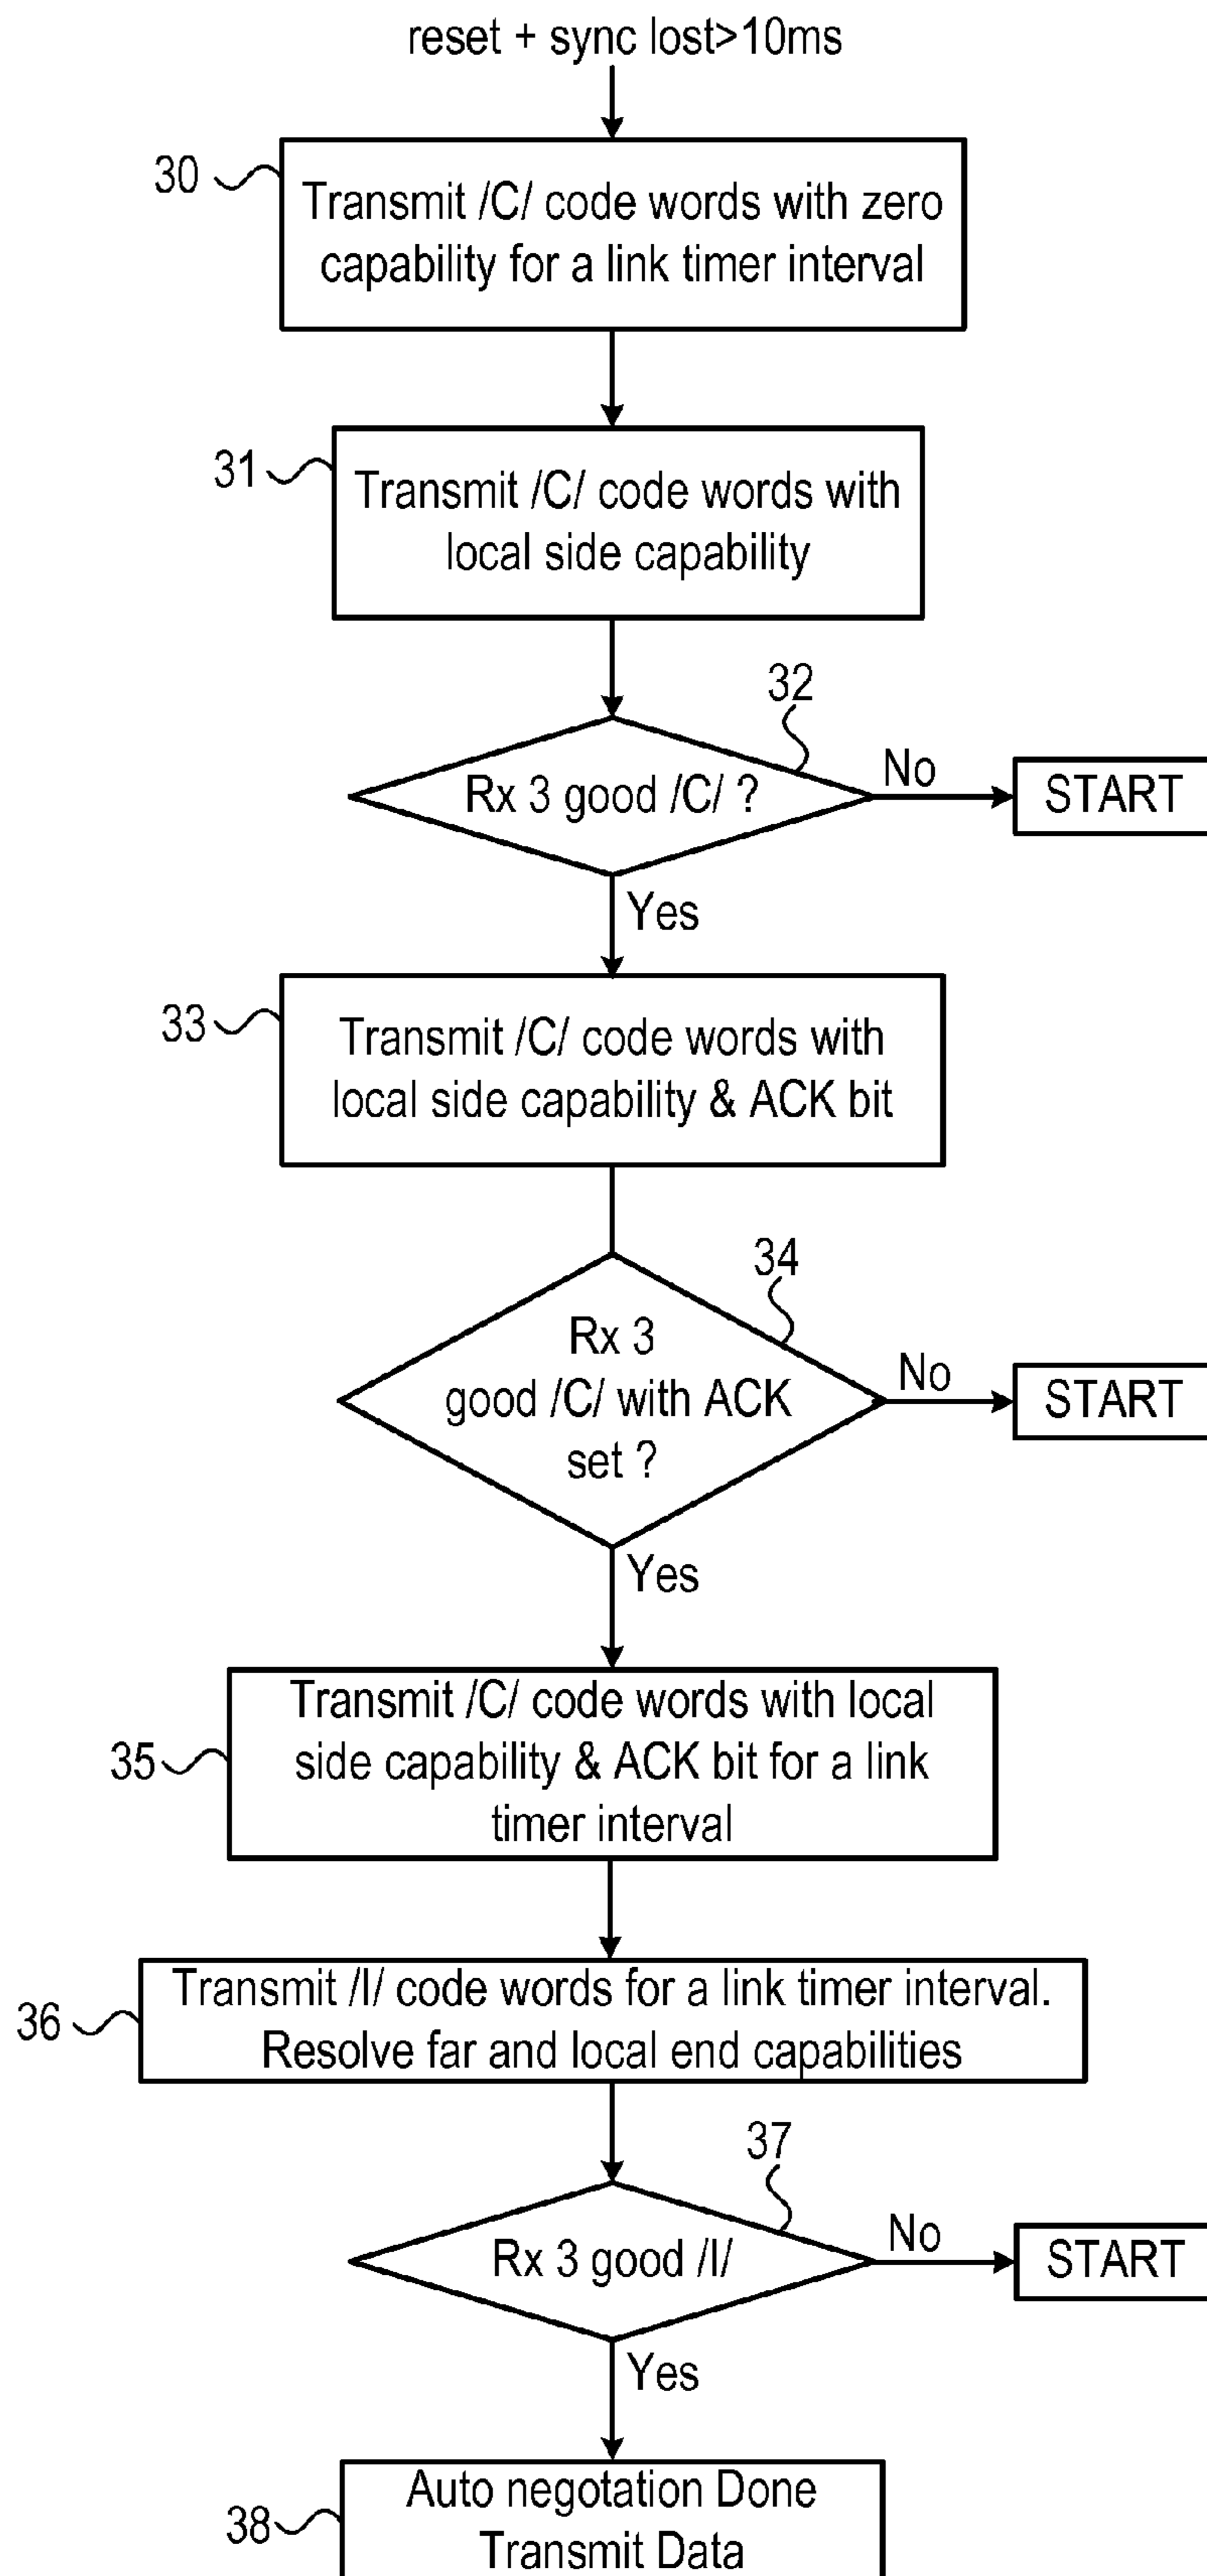 reset + sync lost>10ms
30
Transmit /C/ code words with zero
capability for a link timer interval
31
Transmit /C/ code words with
local side capability
32
Rx 3 good /C/ ?
No
START
Yes
33
Transmit /C/ code words with
local side capability & ACK bit
34
Rx 3
good /C/ with ACK
set ?
No
START
Yes
35
Transmit /C/ code words with local
side capability & ACK bit for a link
timer interval
36
Transmit /I/ code words for a link timer interval.
Resolve far and local end capabilities
37
Rx 3 good /I/
No
START
Yes
38
Auto negotation Done
Transmit Data